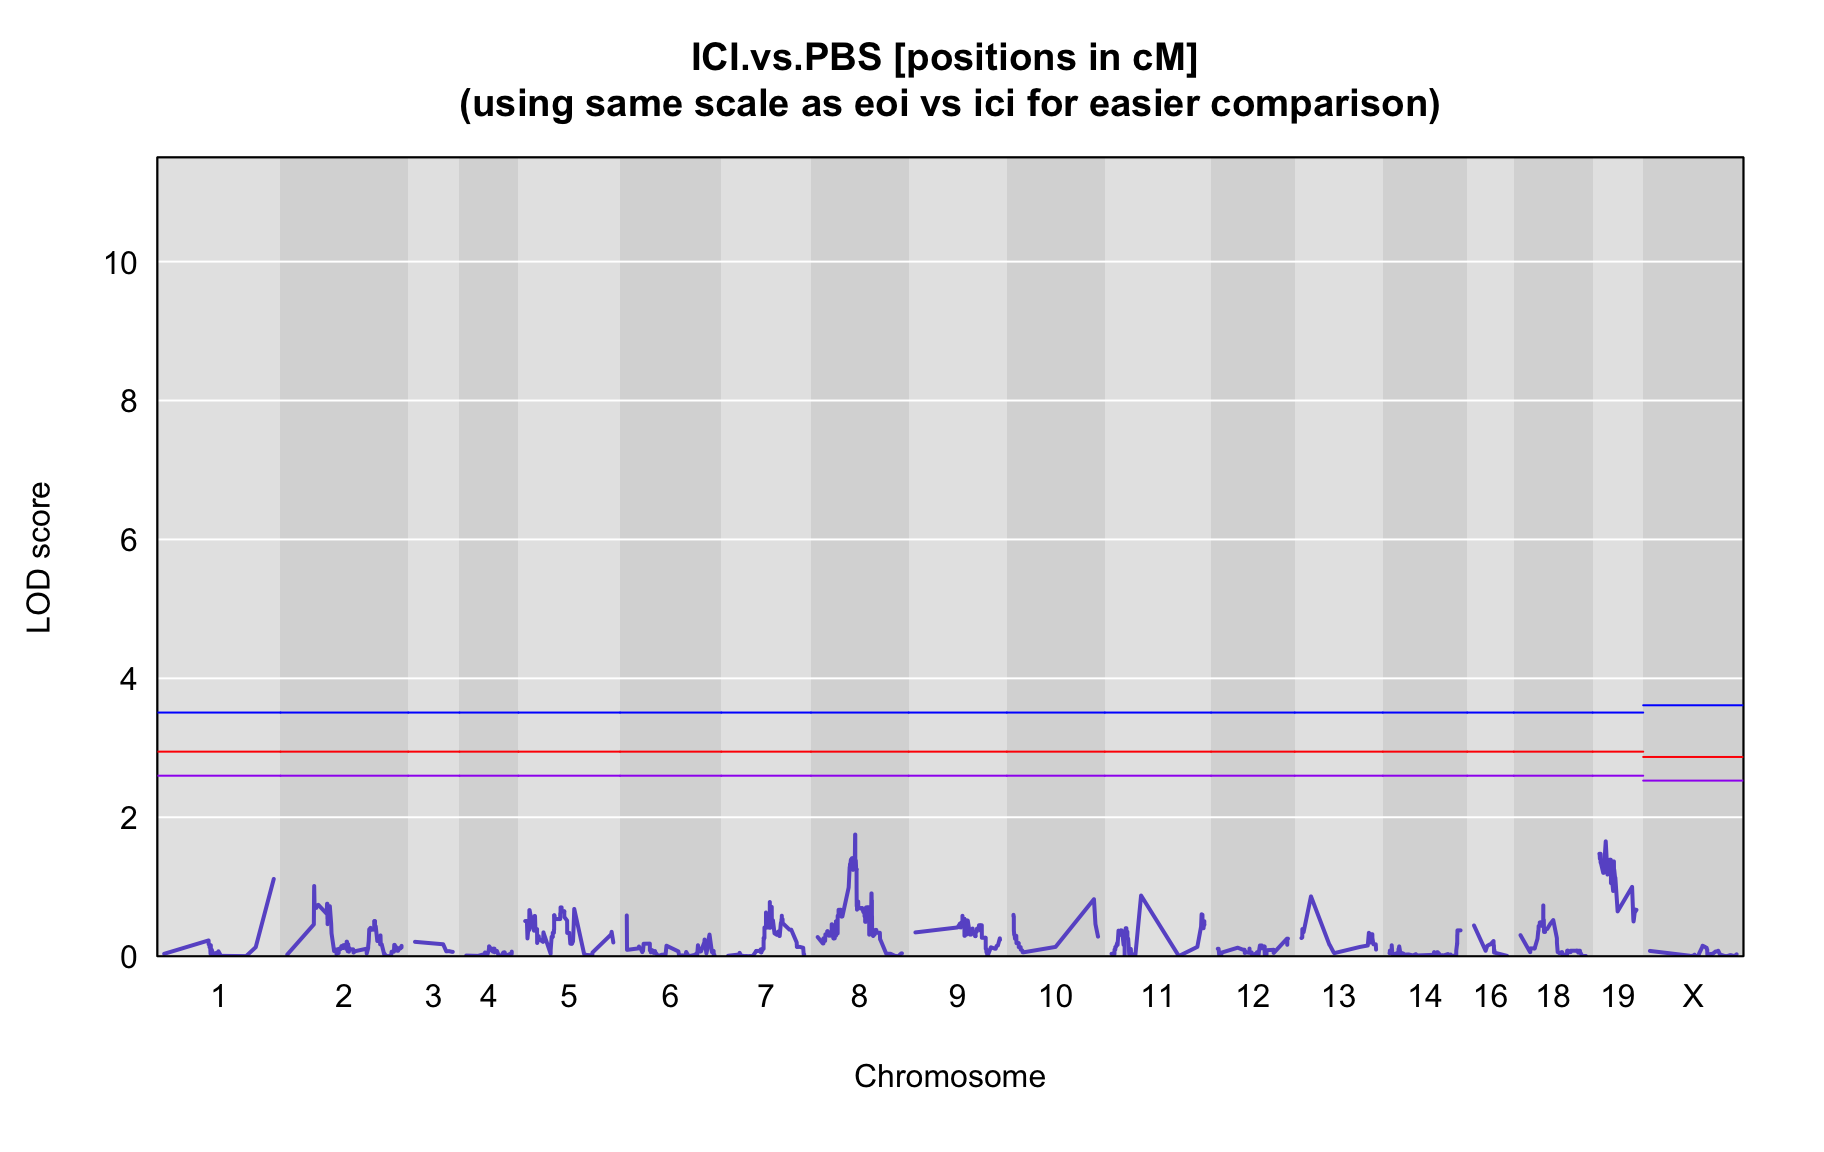 ICI.vs.PBS [positions in cM]
(using same scale as eoi vs ici for easier comparison)
10
8
6
4
2
0
LOD score
1 2 3 4 5 6 7 8 9 10 11 12 13 14 16 18 19 X
Chromosome